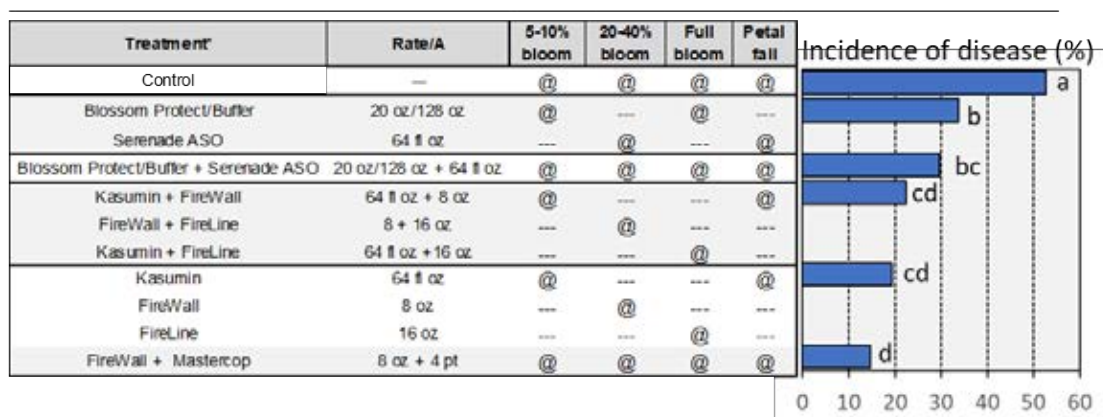 Treatment* Rate/A 5-10% bloom 20-40% bloom Full bloom Petal fall Incidence of disease (%)
Control --- @ @ @ @ a
Blossom Protect/Buffer 20 oz/128 oz @ --- @ --- b
Serenade ASO 64 fl oz --- @ --- @
Blossom Protect/Buffer + Serenade ASO 20 oz/128 oz + 64 fl oz @ @ @ @ bc
Kasumin + FireWall 64 fl oz + 8 oz @ --- --- @ cd
FireWall + FireLine 8 + 16 oz --- @ --- ---
Kasumin + FireLine 64 fl oz +16 oz --- --- @ ---
Kasumin 64 fl oz @ --- --- @ cd
FireWall 8 oz --- @ --- ---
FireLine 16 oz --- --- @ ---
FireWall + Mastercop 8 oz + 4 pt @ @ @ @ d
0 10 20 30 40 50 60